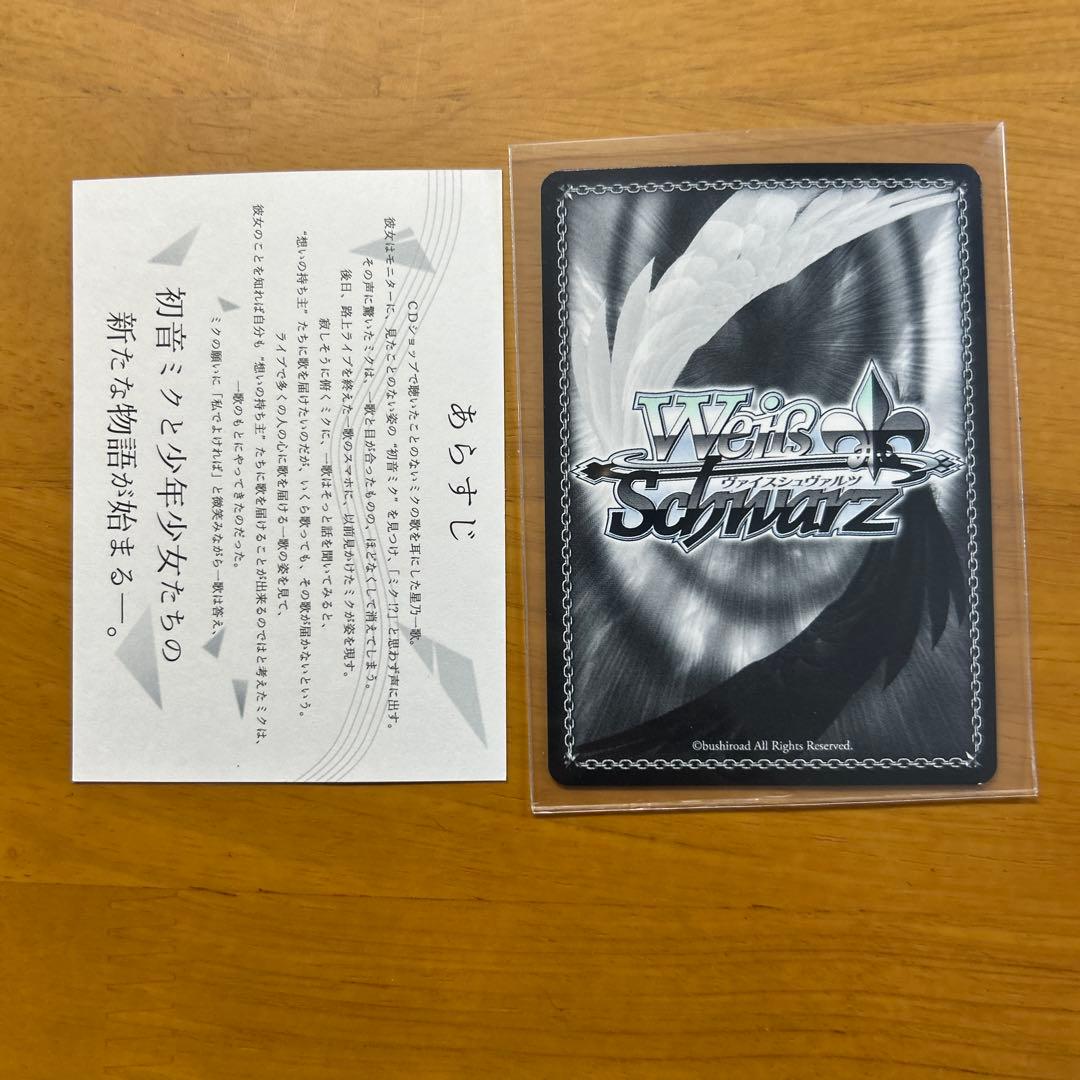 あらすじ
CDショップで聴いたことのないミクの歌を耳にした星乃一歌。
彼女はモニターに、見たことのない姿の“初音ミク”を見つけ、「ミク!?」と思わず声に出す。
その声に驚いたミクは、一歌と目が合ったものの、ほどなくして消えてしまう。
後日、路上ライブを終えた一歌のスマホに、以前見かけたミクが姿を現す。
寂しそうに俯くミクに、一歌はそっと話を聞いてみると、
“想いの持ち主”たちに歌を届けたいのだが、いくら歌っても、その歌が届かないという。
ライブで多くの人の心に歌を届ける一歌の姿を見て、
彼女のことを知れば自分も“想いの持ち主”たちに歌を届けることが出来るのではと考えたミクは、
一歌のもとにやってきたのだった。
ミクの願いに「私でよければ」と微笑みながら一歌は答え、
初音ミクと少年少女たちの
新たな物語が始まる―。
Weiß
ヴァイスシュヴァルツ
Schwarz
©bushiroad All Rights Reserved.